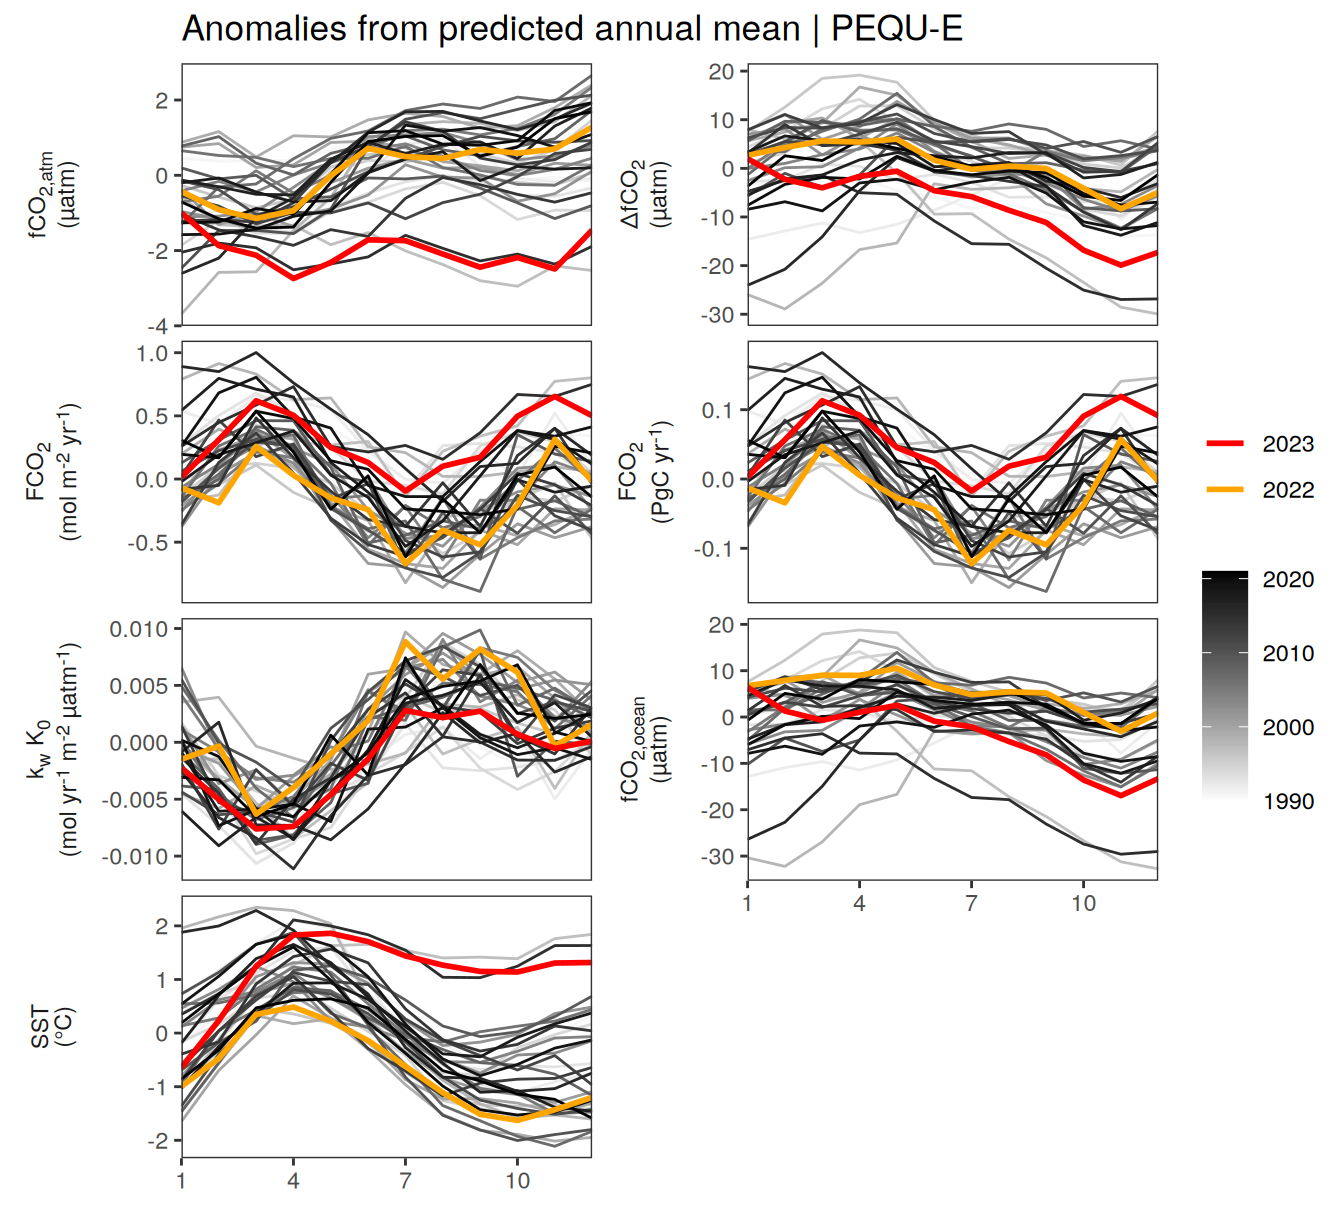 Anomalies from predicted annual mean | PEQU-E
fCO2,atm
(µatm)
2
0
-2
-4
ΔfCO2
(µatm)
20
10
0
-10
-20
-30
FCO2
(mol m-2 yr-1)
1.0
0.5
0.0
-0.5
FCO2
(PgC yr-1)
0.1
0.0
-0.1
kw K0
(mol yr-1 m-2 µatm-1)
0.010
0.005
0.000
-0.005
-0.010
fCO2,ocean
(µatm)
20
10
0
-10
-20
-30
1 4 7 10
SST
(°C)
2
1
0
-1
-2
1 4 7 10
2023
2022
2020
2010
2000
1990